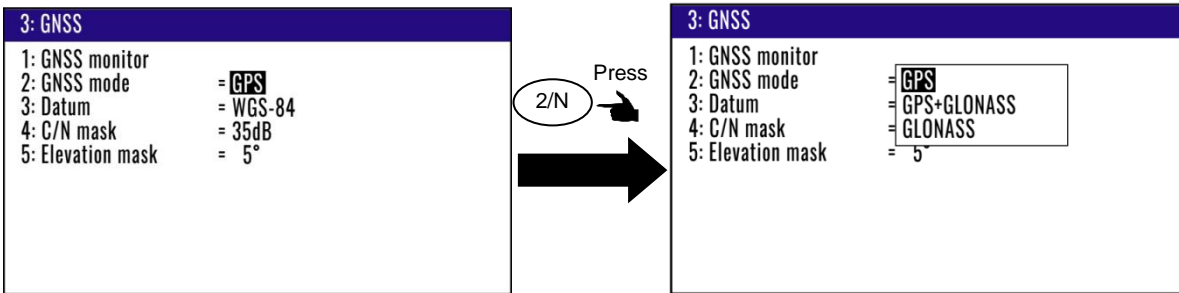 3: GNSS
1: GNSS monitor
2: GNSS mode = GPS
3: Datum = WGS-84
4: C/N mask = 35dB
5: Elevation mask = 5°
Press
2/N
3: GNSS
1: GNSS monitor
2: GNSS mode = GPS
3: Datum = GPS+GLONASS
4: C/N mask = GLONASS
5: Elevation mask = 5°